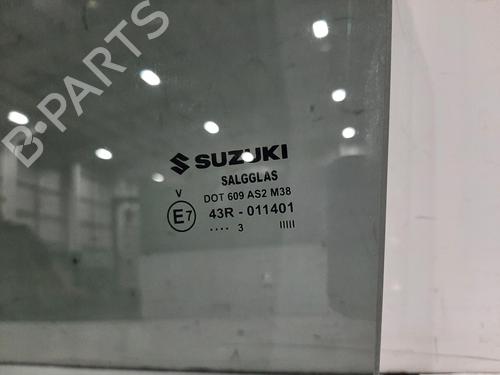 B-PARTS
SUZUKI
SALGGLAS
DOT 609 AS2 M38
V
E7 43R - 011401
.... 3 IIIII